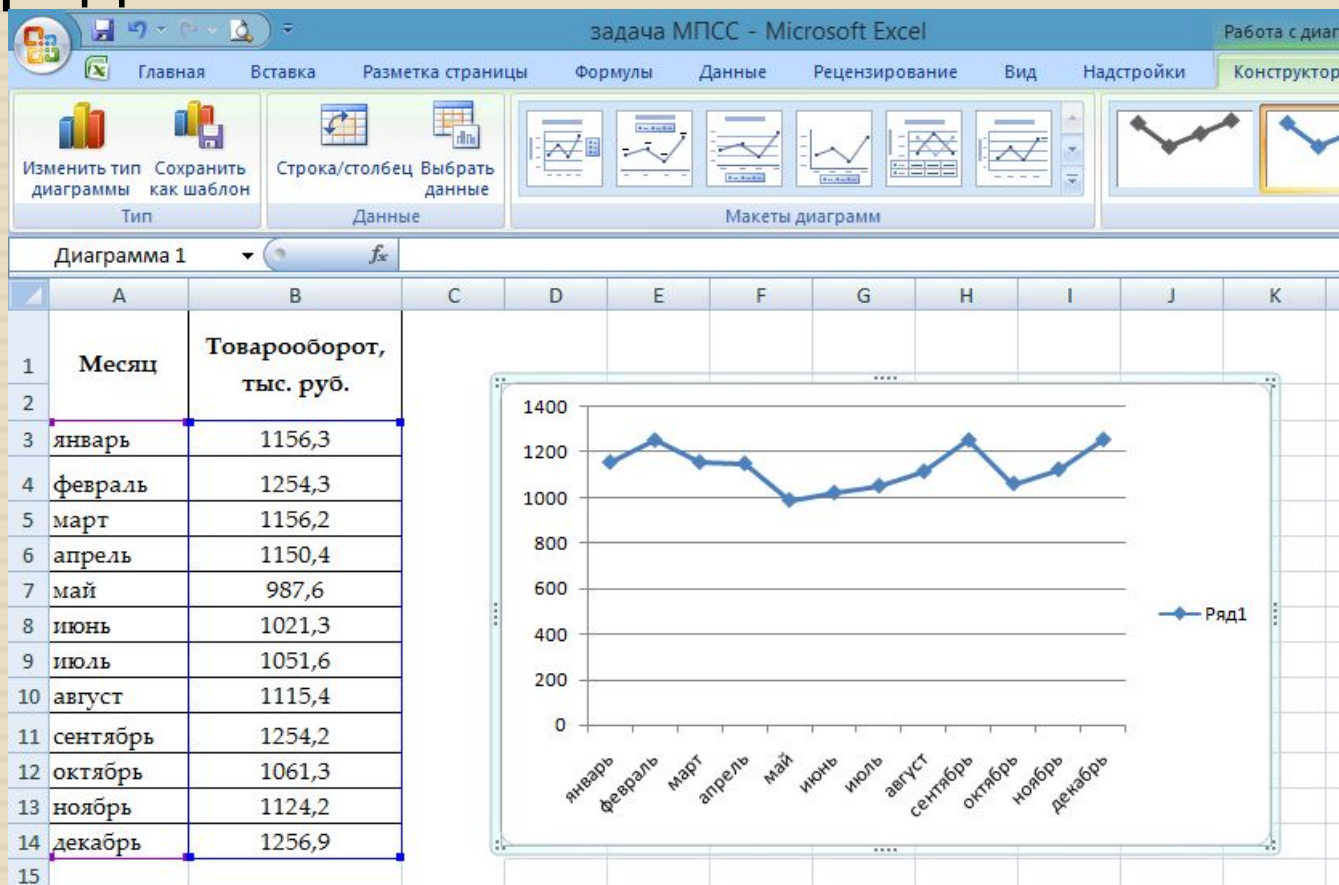 задача МПСС - Microsoft Excel
Главная Вставка Разметка страницы Формулы Данные Рецензирование Вид Надстройки Конструктор
Изменить тип диаграммы
Сохранить как шаблон
Строка/столбец
Выбрать данные
Тип Данные Макеты диаграмм
Диаграмма 1 fx
A B C D E F G H I J K
1 Месяц Товарооборот,
2 тыс. руб.
3 январь 1156,3
4 февраль 1254,3
5 март 1156,2
6 апрель 1150,4
7 май 987,6
8 июнь 1021,3
9 июль 1051,6
10 август 1115,4
11 сентябрь 1254,2
12 октябрь 1061,3
13 ноябрь 1124,2
14 декабрь 1256,9
15
1400
1200
1000
800
600
400
200
0
январь февраль март апрель май июнь июль август сентябрь октябрь ноябрь декабрь
Ряд1